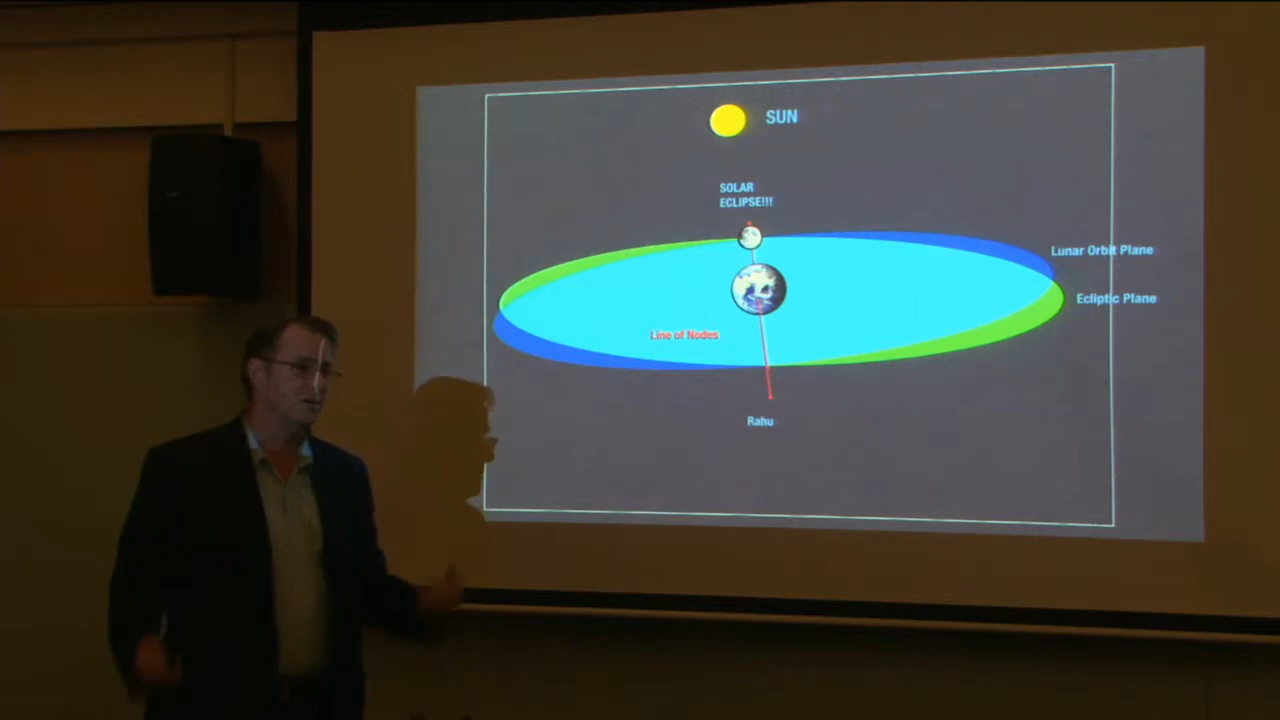 SUN
SOLAR
ECLIPSE!!!
Lunar Orbit Plane
Ecliptic Plane
Line of Nodes
Rahu